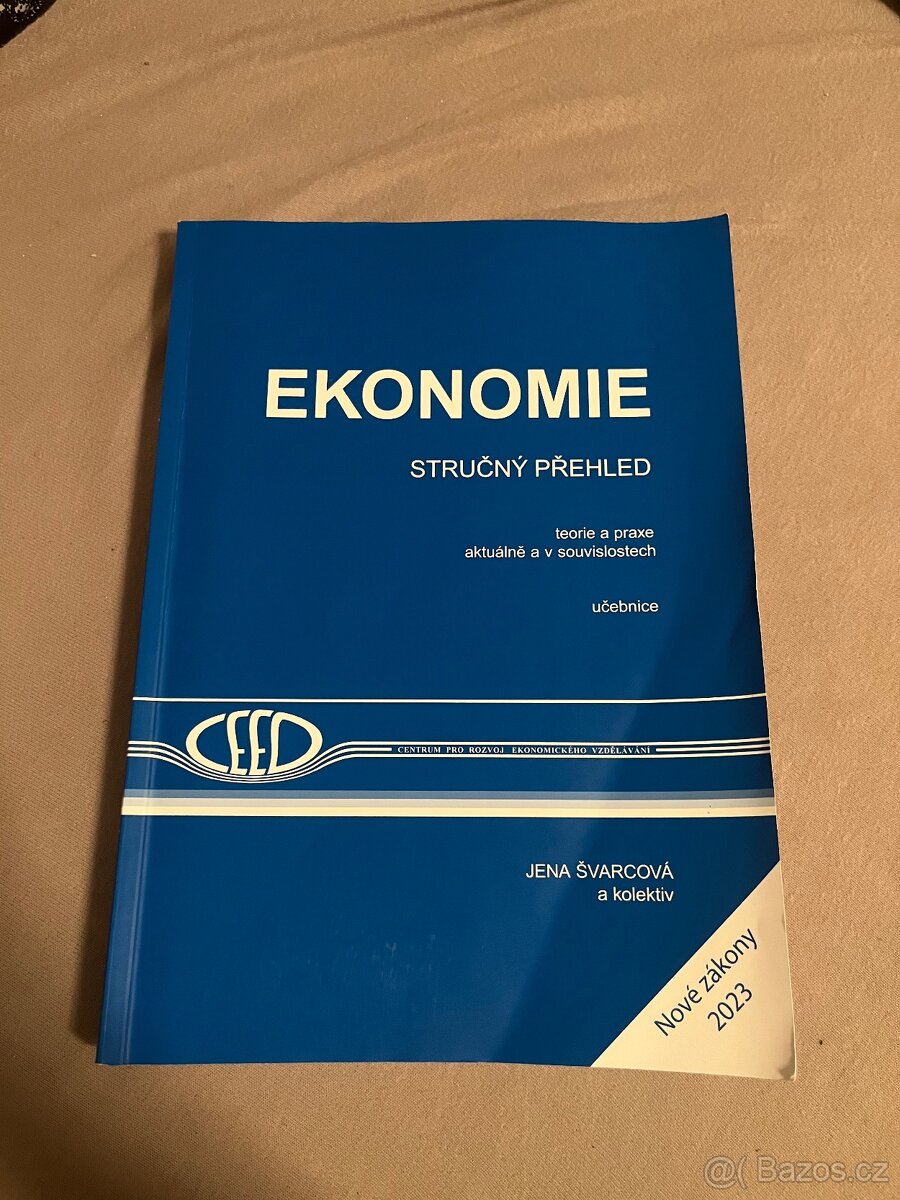 EKONOMIE
STRUČNÝ PŘEHLED
teorie a praxe
aktuálně a v souvislostech
učebnice
CEED
CENTRUM PRO ROZVOJ EKONOMICKÉHO VZDĚLÁVÁNÍ
JENA ŠVARCOVÁ
a kolektiv
Nové zákony
2023
@( Bazos.cz